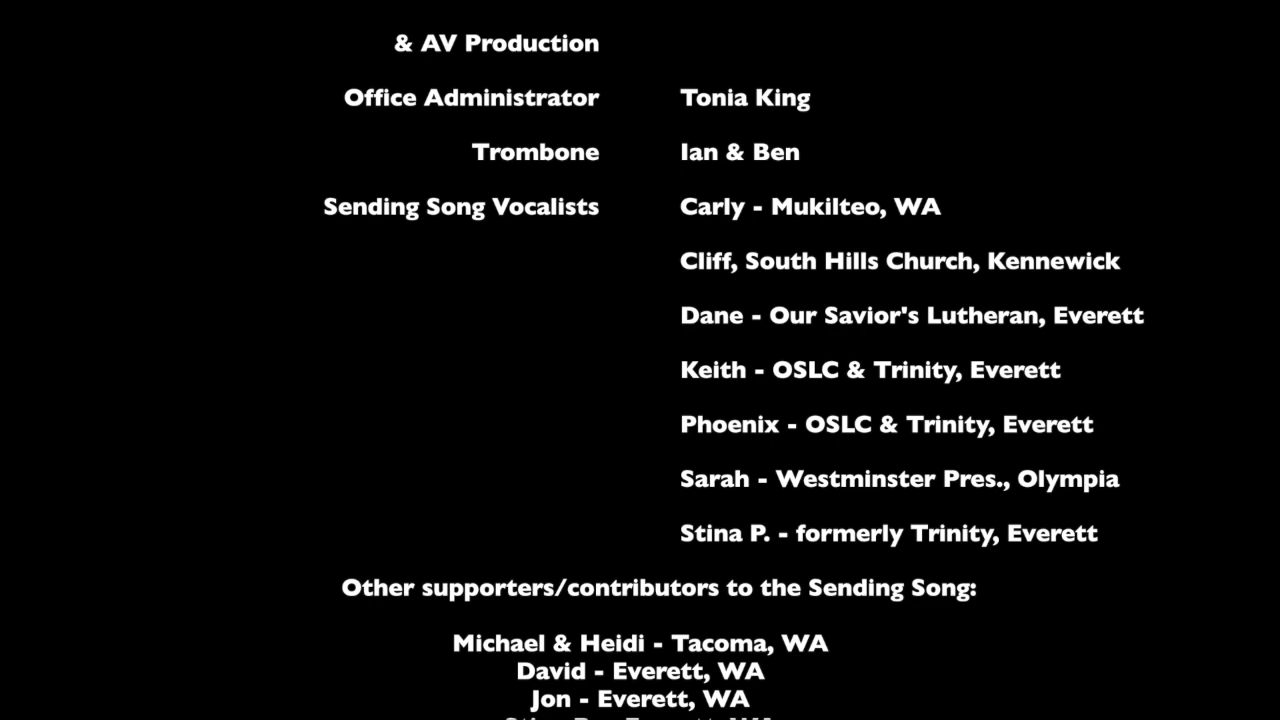 & AV Production
Office Administrator Tonia King
Trombone Ian & Ben
Sending Song Vocalists Carly - Mukilteo, WA
Cliff, South Hills Church, Kennewick
Dane - Our Savior's Lutheran, Everett
Keith - OSLC & Trinity, Everett
Phoenix - OSLC & Trinity, Everett
Sarah - Westminster Pres., Olympia
Stina P. - formerly Trinity, Everett
Other supporters/contributors to the Sending Song:
Michael & Heidi - Tacoma, WA
David - Everett, WA
Jon - Everett, WA